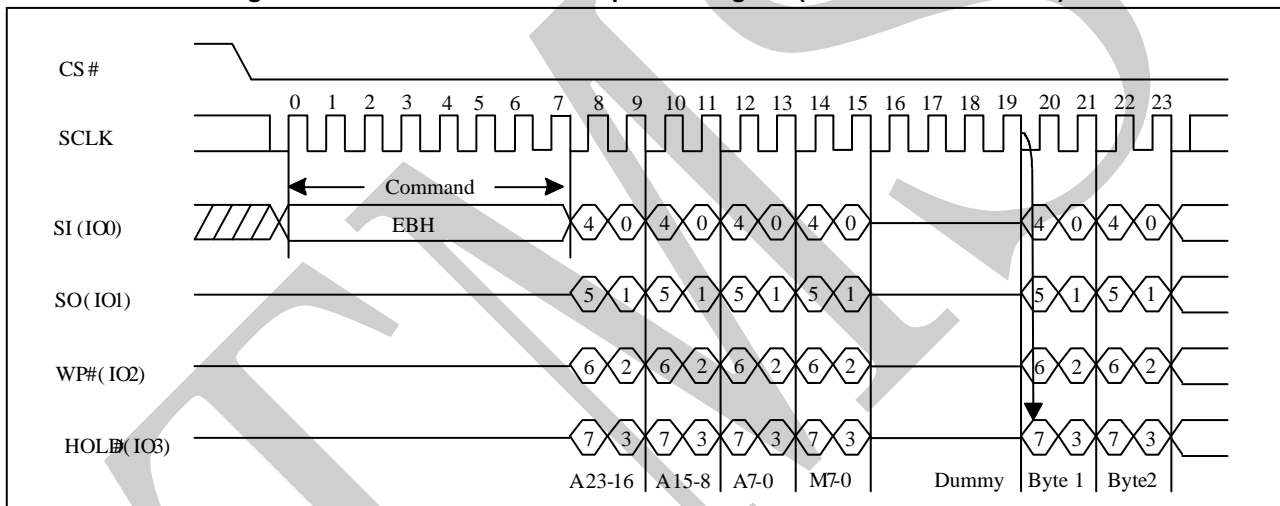 CS#
0 1 2 3 4 5 6 7 8 9 10 11 12 13 14 15 16 17 18 19 20 21 22 23
SCLK
Command
SI(IO0) EBH 4 0 4 0 4 0 4 0 4 0 4 0
SO(IO1) 5 1 5 1 5 1 5 1 5 1 5 1
WP#(IO2) 6 2 6 2 6 2 6 2 6 2 6 2
HOLD#(IO3) 7 3 7 3 7 3 7 3 7 3 7 3
A23-16 A15-8 A7-0 M7-0 Dummy Byte 1 Byte2